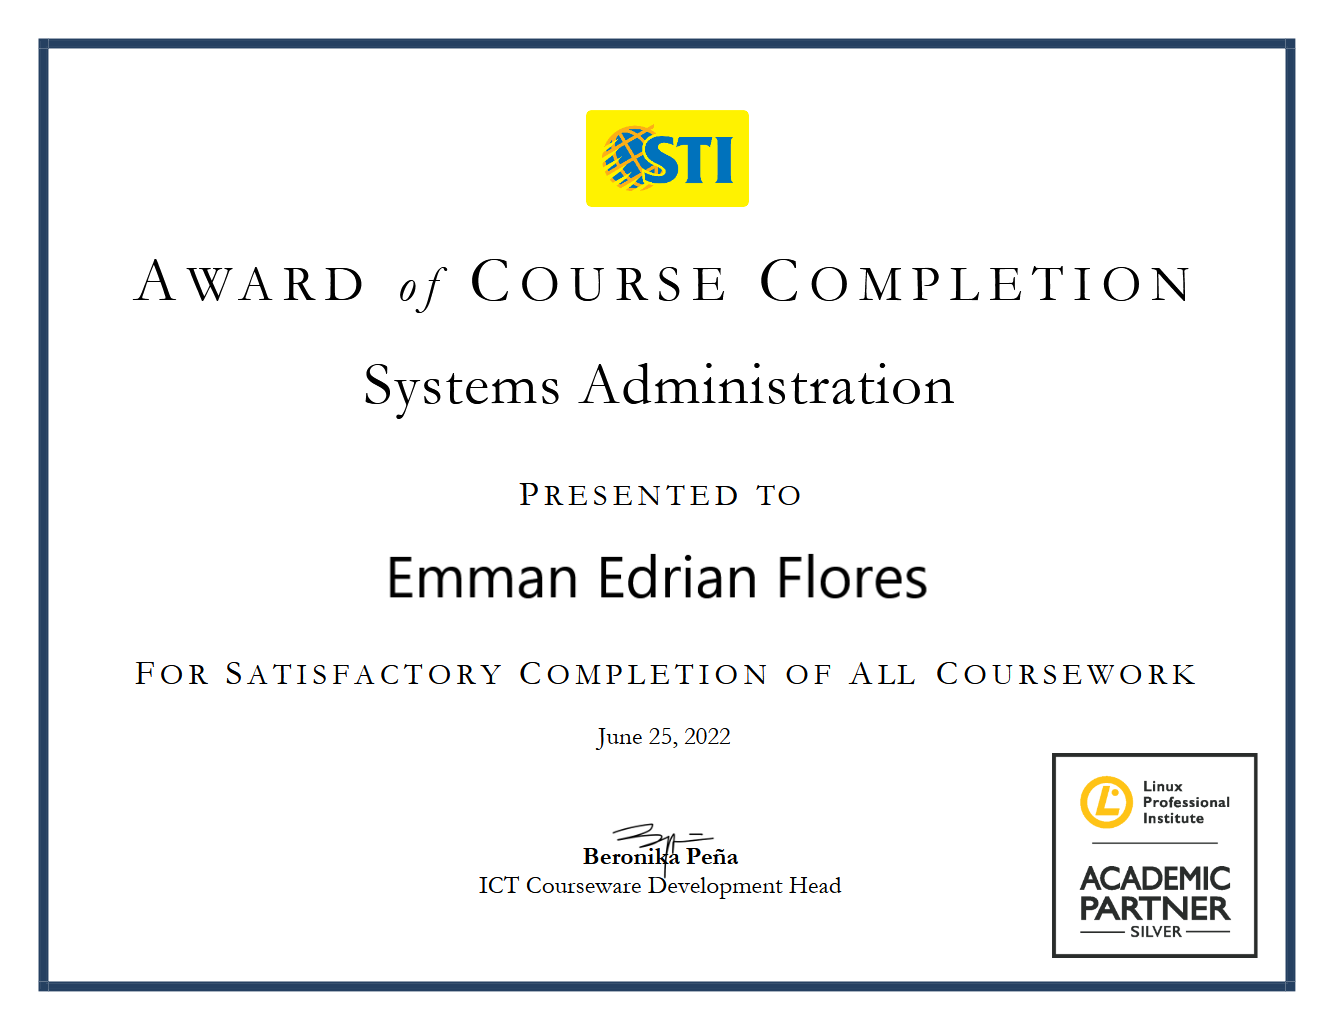 STI
AWARD of COURSE COMPLETION
Systems Administration
PRESENTED TO
Emman Edrian Flores
FOR SATISFACTORY COMPLETION OF ALL COURSEWORK
June 25, 2022
Beronika Peña
ICT Courseware Development Head
Linux
Professional
Institute
ACADEMIC
PARTNER
SILVER